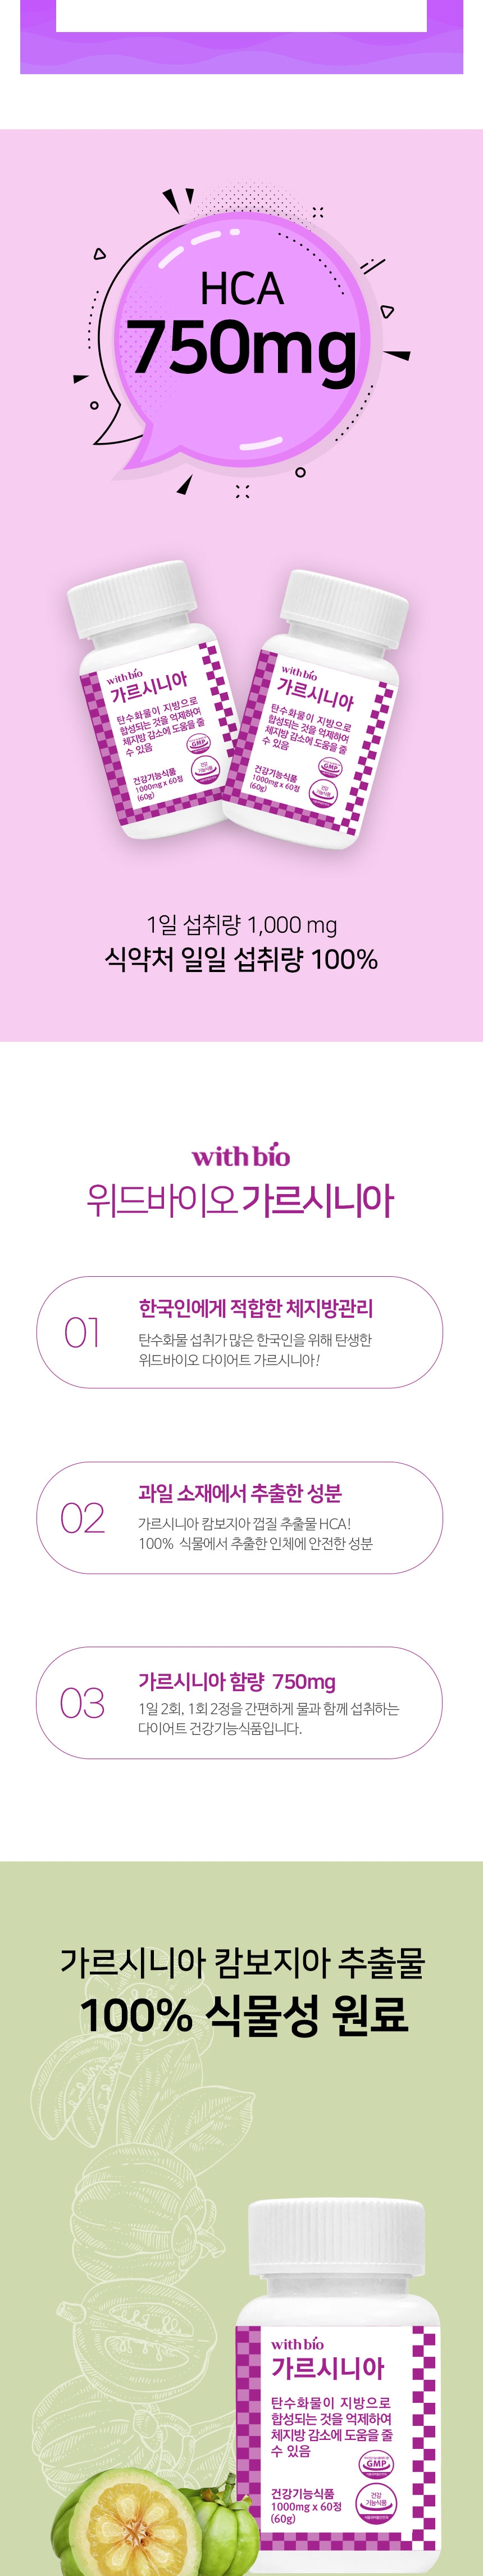 HCA
750mg
with bio
가르시니아
탄수화물이 지방으로
합성되는 것을 억제하여
체지방 감소에 도움을 줄
수 있음
GMP
건강
기능식품
건강기능식품
1000mg x 60정
(60g)
with bio
가르시니아
탄수화물이 지방으로
합성되는 것을 억제하여
체지방 감소에 도움을 줄
수 있음
GMP
건강
기능식품
건강기능식품
1000mg x 60정
(60g)
1일 섭취량 1,000 mg
식약처 일일 섭취량 100%
with bio
위드바이오 가르시니아
01
한국인에게 적합한 체지방관리
탄수화물 섭취가 많은 한국인을 위해 탄생한
위드바이오 다이어트 가르시니아!
02
과일 소재에서 추출한 성분
가르시니아 캄보지아 껍질 추출물 HCA!
100% 식물에서 추출한 인체에 안전한 성분
03
가르시니아 함량 750mg
1일 2회, 1회 2정을 간편하게 물과 함께 섭취하는
다이어트 건강기능식품입니다.
가르시니아 캄보지아 추출물
100% 식물성 원료
with bio
가르시니아
탄수화물이 지방으로
합성되는 것을 억제하여
체지방 감소에 도움을 줄
수 있음
GMP
건강기능식품
1000mg x 60정
(60g)
건강
기능식품